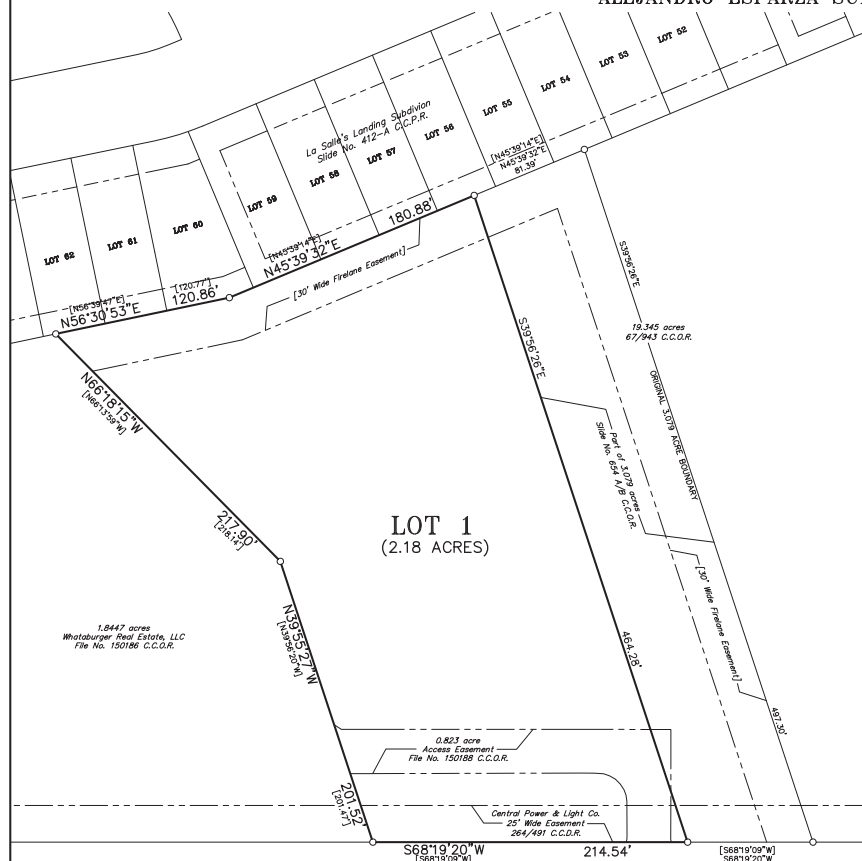 LOT 52
LOT 53
LOT 54
LOT 55
LOT 56
LOT 57
LOT 58
LOT 59
LOT 60
LOT 61
LOT 62
La Salle's Landing Subdivion
Slide No. 412-A C.C.P.R.
[N45°39'14"E]
N45°39'32"E
81.39'
180.88'
[N45°39'14"E]
N45°39'32"E
[30' Wide Firelane Easement]
[120.77']
120.86'
[N56°39'47"E]
N56°30'53"E
N66°18'15"W
[N66°13'59"W]
217.90'
[218.14']
S39°56'26"E
S39°56'26"E
19.345 acres
67/943 C.C.O.R.
ORIGINAL 3.079 ACRE BOUNDARY
Part of 3.079 acres
Slide No. 654 A/B C.C.O.R.
LOT 1
(2.18 ACRES)
[30' Wide Firelane Easement]
1.8447 acres
Whataburger Real Estate, LLC
File No. 150186 C.C.O.R.
N39°55'27"W
[N39°56'20"W]
464.28'
497.30'
0.823 acre
Access Easement
File No. 150188 C.C.O.R.
201.52'
[201.47']
Central Power & Light Co.
25' Wide Easement
264/491 C.C.D.R.
S68°19'20"W
[S68°19'09"W]
214.54'
[S68°19'09"W]
S68°19'20"W